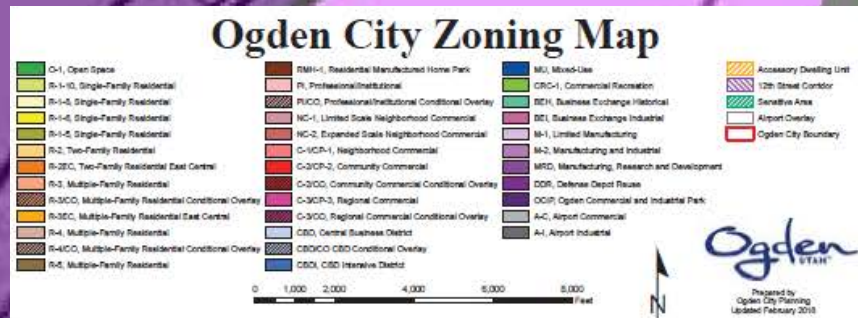 Ogden City Zoning Map
O-1, Open Space
R-1-10, Single-Family Residential
R-1-8, Single-Family Residential
R-1-6, Single-Family Residential
R-1-5, Single-Family Residential
R-2, Two-Family Residential
R-2EC, Two-Family Residential East Central
R-3, Multiple-Family Residential
R-3/CO, Multiple-Family Residential Conditional Overlay
R-3EC, Multiple-Family Residential East Central
R-4, Multiple-Family Residential
R-4/CO, Multiple-Family Residential Conditional Overlay
R-5, Multiple-Family Residential
RMH-1, Residential Manufactured Home Park
PI, Professional/Institutional
PI/CO, Professional/Institutional Conditional Overlay
NC-1, Limited Scale Neighborhood Commercial
NC-2, Expanded Scale Neighborhood Commercial
C-1/CP-1, Neighborhood Commercial
C-2/CP-2, Community Commercial
C-2/CO, Community Commercial Conditional Overlay
C-3/CP-3, Regional Commercial
C-3/CO, Regional Commercial Conditional Overlay
CBD, Central Business District
CBD/CO CBD Conditional Overlay
CBDI, CBD Intensive District
MU, Mixed-Use
CRC-1, Commercial Recreation
BEH, Business Exchange Historical
BEI, Business Exchange Industrial
M-1, Limited Manufacturing
M-2, Manufacturing and Industrial
MRD, Manufacturing, Research and Development
DDR, Defense Depot Reuse
OCIP, Ogden Commercial and Industrial Park
A-C, Airport Commercial
A-I, Airport Industrial
Accessory Dwelling Unit
12th Street Corridor
Sensitive Area
Airport Overlay
Ogden City Boundary
0 1,000 2,000 4,000 6,000 8,000
Feet
N
Ogden
UTAH
Prepared by
Ogden City Planning
Updated February 2018